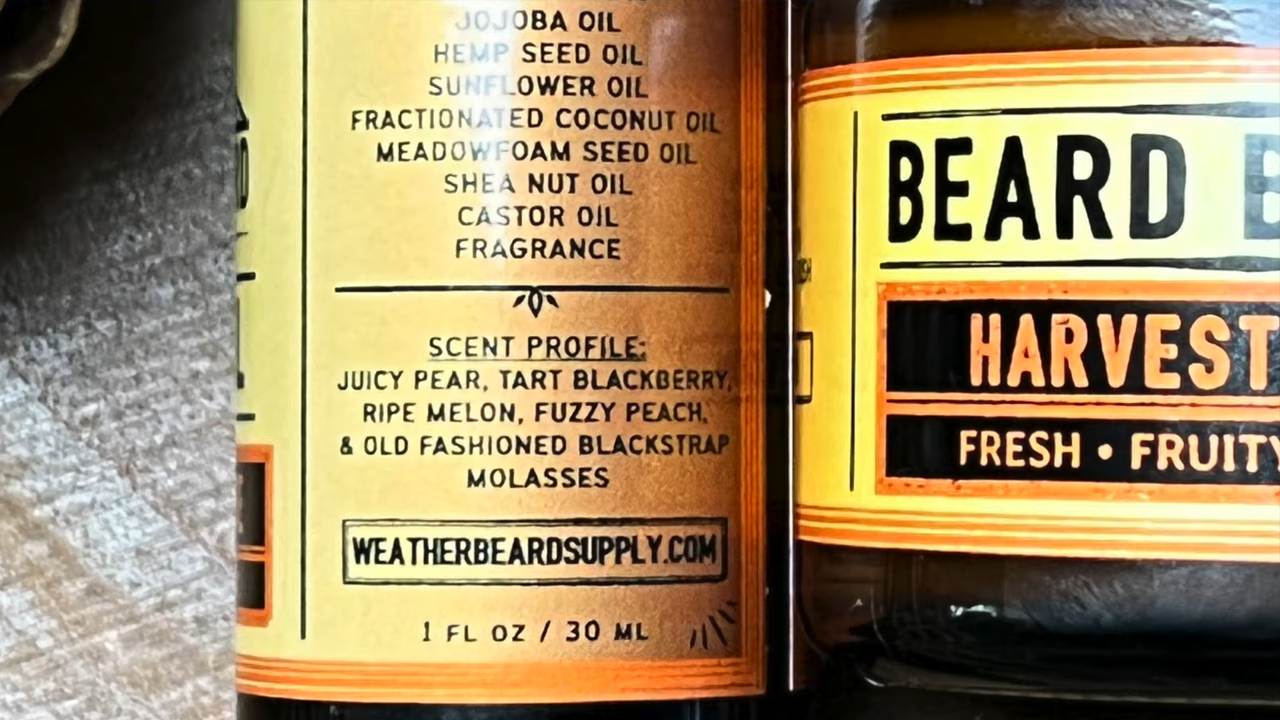 JOJOBA OIL
HEMP SEED OIL
SUNFLOWER OIL
FRACTIONATED COCONUT OIL
MEADOWFOAM SEED OIL
SHEA NUT OIL
CASTOR OIL
FRAGRANCE
SCENT PROFILE:
JUICY PEAR, TART BLACKBERRY,
RIPE MELON, FUZZY PEACH,
& OLD FASHIONED BLACKSTRAP
MOLASSES
WEATHERBEARDSUPPLY.COM
1 FL OZ / 30 ML
BEARD
HARVEST
FRESH • FRUITY